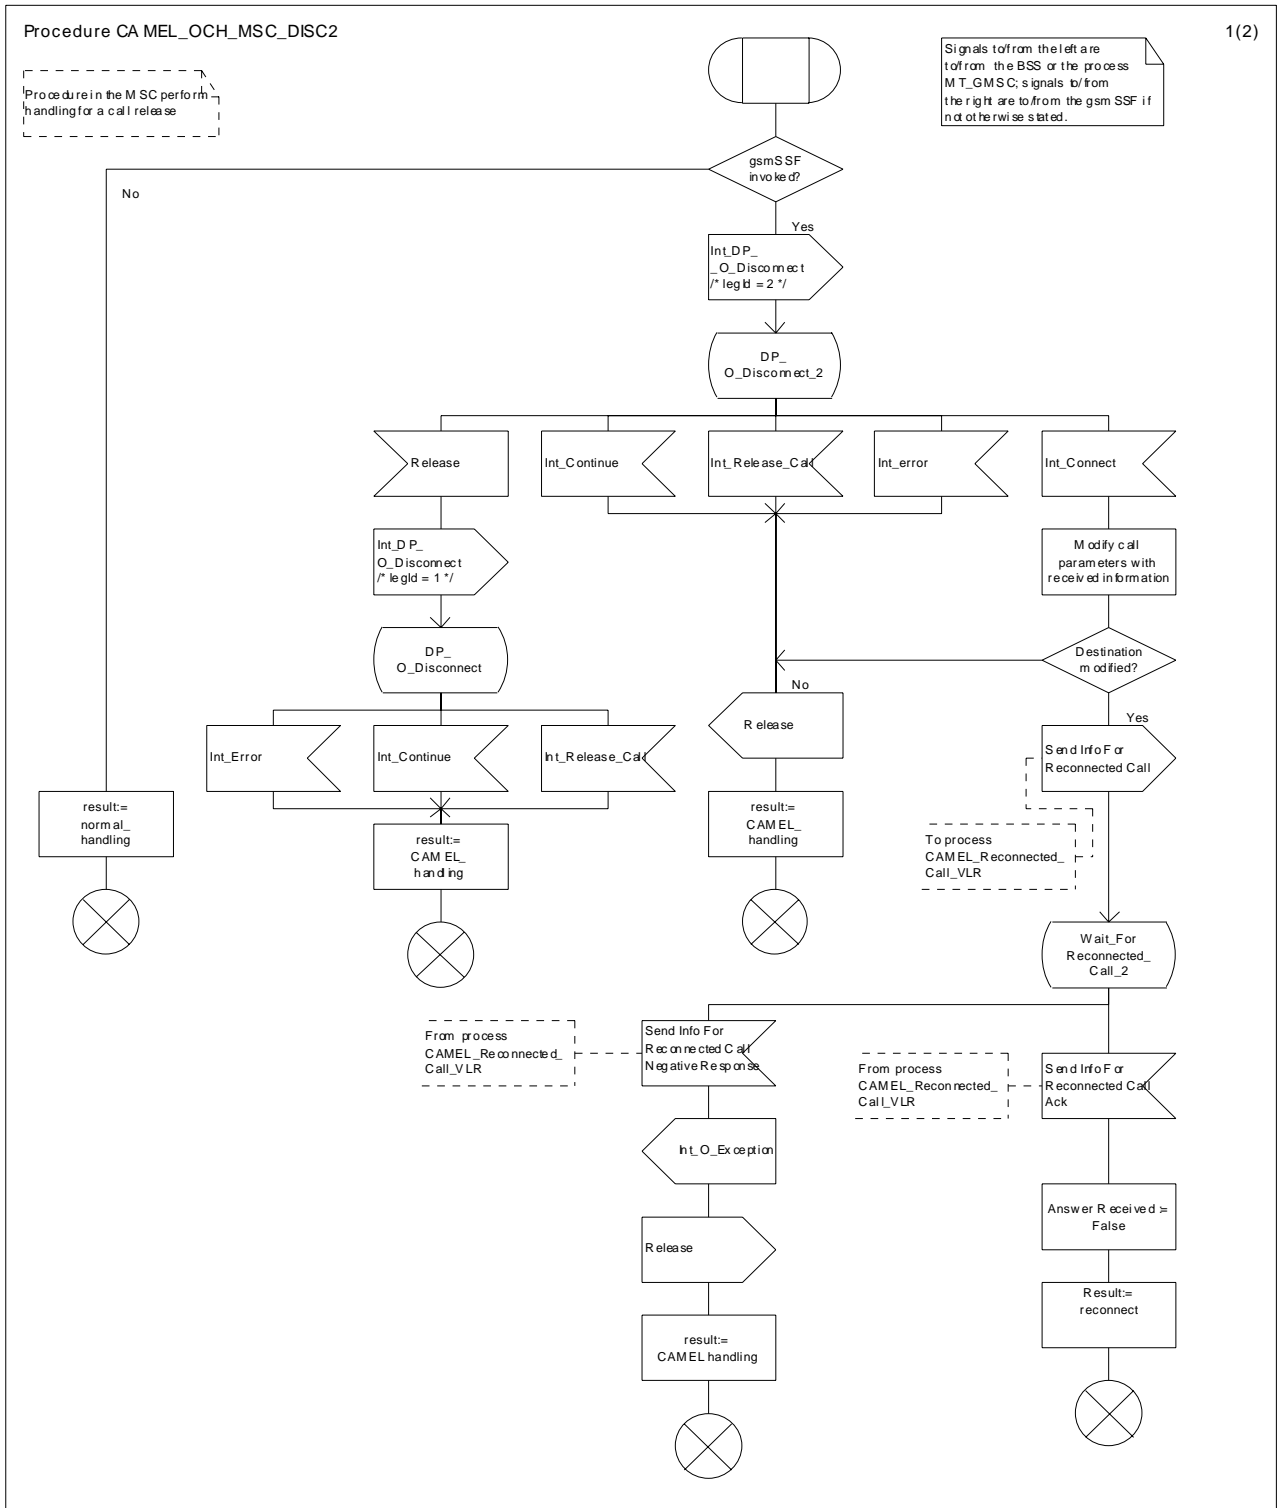 Procedure CAMEL_OCH_MSC_DISC2
1(2)
Procedure in the MSC perform
handling for a call release
Signals to/from the left are
to/from the BSS or the process
MT_GMSC; signals to/from
the right are to/from the gsmSSF if
not otherwise stated.
gsmSSF
invoked?
No
Yes
Int_DP_
_O_Disconnect
/* legId = 2 */
DP_
O_Disconnect_2
Release
Int_Continue
Int_Release_Call
Int_error
Int_Connect
Int_DP_
O_Disconnect
/* legId = 1 */
Modify call
parameters with
received information
DP_
O_Disconnect
Destination
modified?
No
Yes
Int_Error
Int_Continue
Int_Release_Call
Release
Send Info For
Reconnected Call
result:=
normal_
handling
result:=
CAMEL_
handling
result:=
CAMEL_
handling
To process
CAMEL_Reconnected_
Call_VLR
Wait_For
Reconnected_
Call_2
From process
CAMEL_Reconnected_
Call_VLR
Send Info For
Reconnected Call
Negative Response
From process
CAMEL_Reconnected_
Call_VLR
Send Info For
Reconnected Call
Ack
Int_O_Exception
Answer Received :=
False
Release
Result:=
reconnect
result:=
CAMEL handling